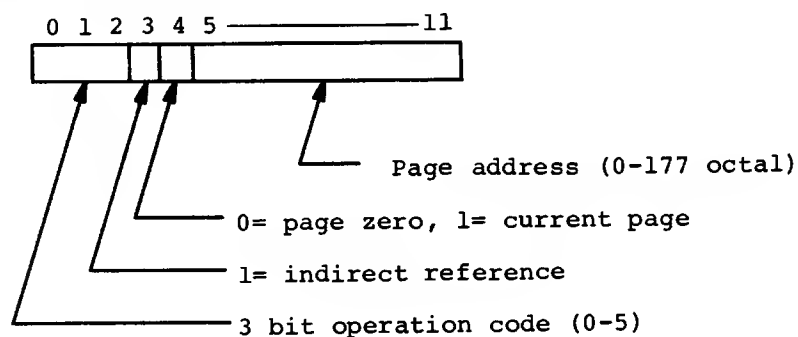 0 1 2 3 4 5 11
Page address (0-177 octal)
0= page zero, 1= current page
1= indirect reference
3 bit operation code (0-5)